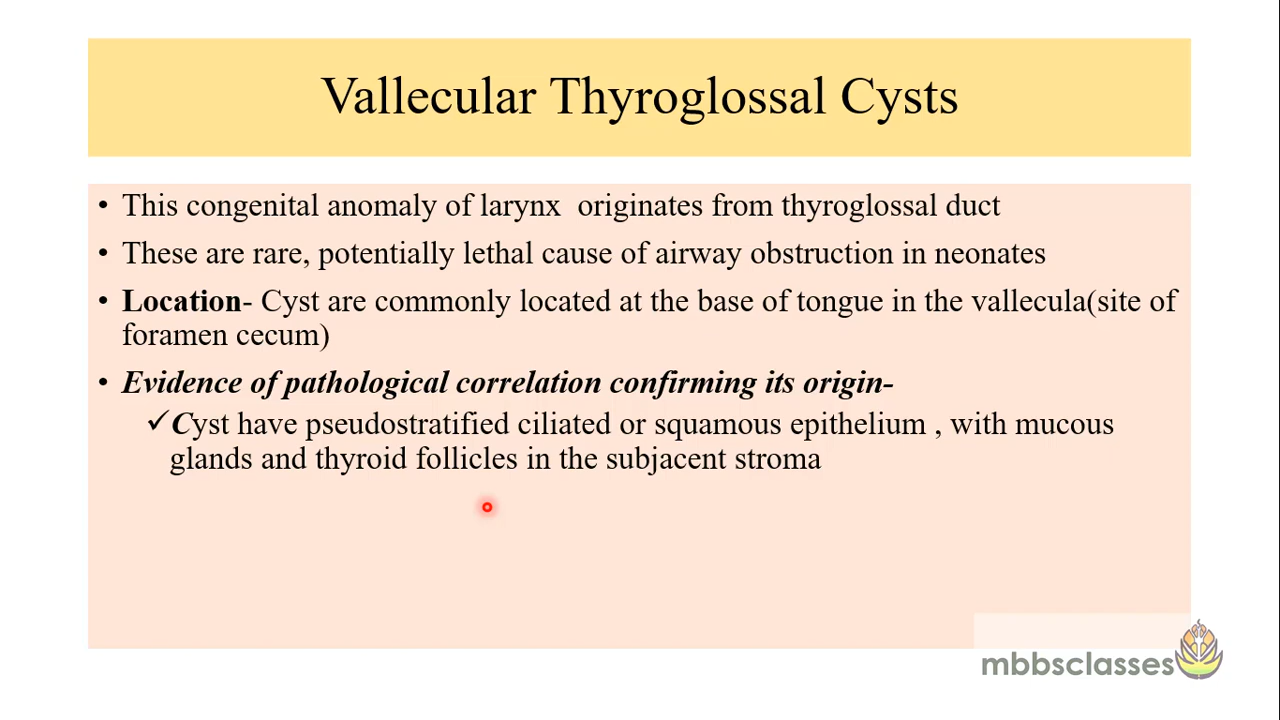 Vallecular Thyroglossal Cysts
• This congenital anomaly of larynx  originates from thyroglossal duct
• These are rare, potentially lethal cause of airway obstruction in neonates
• Location- Cyst are commonly located at the base of tongue in the vallecula(site of
foramen cecum)
• Evidence of pathological correlation confirming its origin-
✓Cyst have pseudostratified ciliated or squamous epithelium , with mucous
glands and thyroid follicles in the subjacent stroma
mbbsclasses